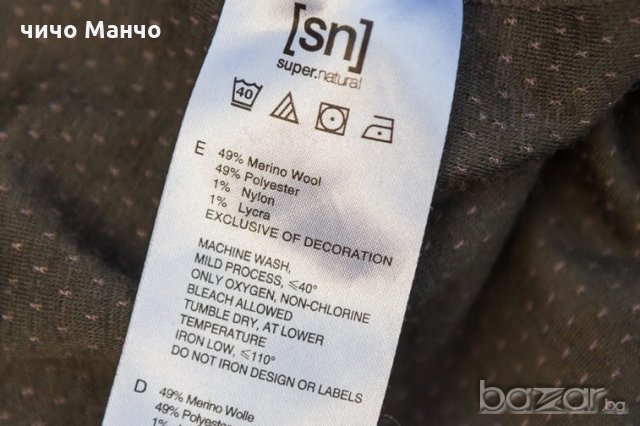 чичо Манчо
[sn]
super.natural
40
E 49% Merino Wool
49% Polyester
1% Nylon
1% Lycra
EXCLUSIVE OF DECORATION
MACHINE WASH,
MILD PROCESS, ≤40°
ONLY OXYGEN, NON-CHLORINE
BLEACH ALLOWED
TUMBLE DRY, AT LOWER
TEMPERATURE
IRON LOW, ≤110°
DO NOT IRON DESIGN OR LABELS
D 49% Merino Wolle
49% Polyester
1%
bazar.bg